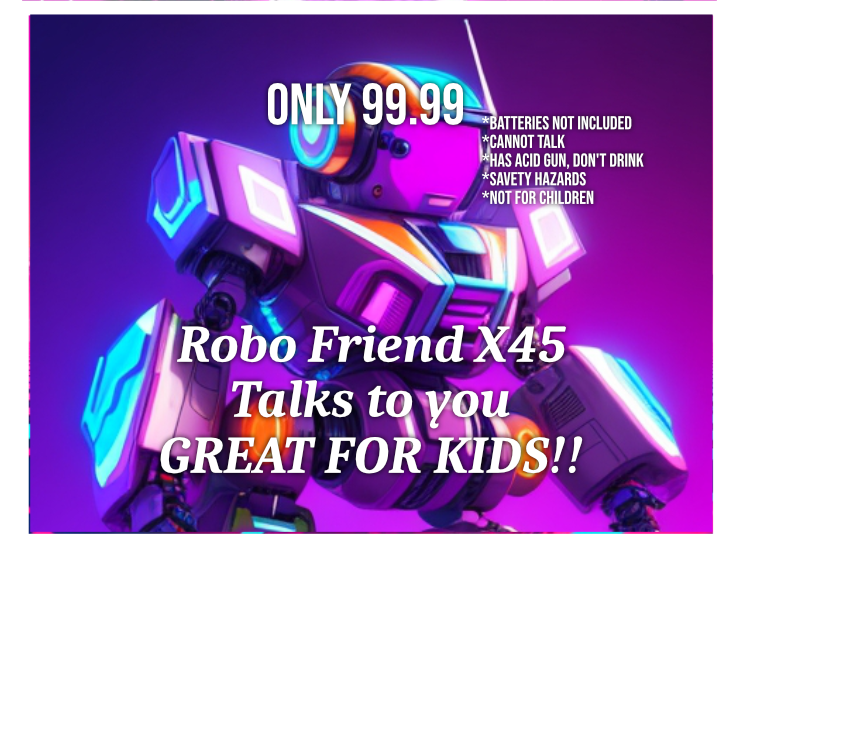 ONLY 99.99
*BATTERIES NOT INCLUDED
*CANNOT TALK
*HAS ACID GUN, DON'T DRINK
*SAVETY HAZARDS
*NOT FOR CHILDREN
Robo Friend X45
Talks to you
GREAT FOR KIDS!!